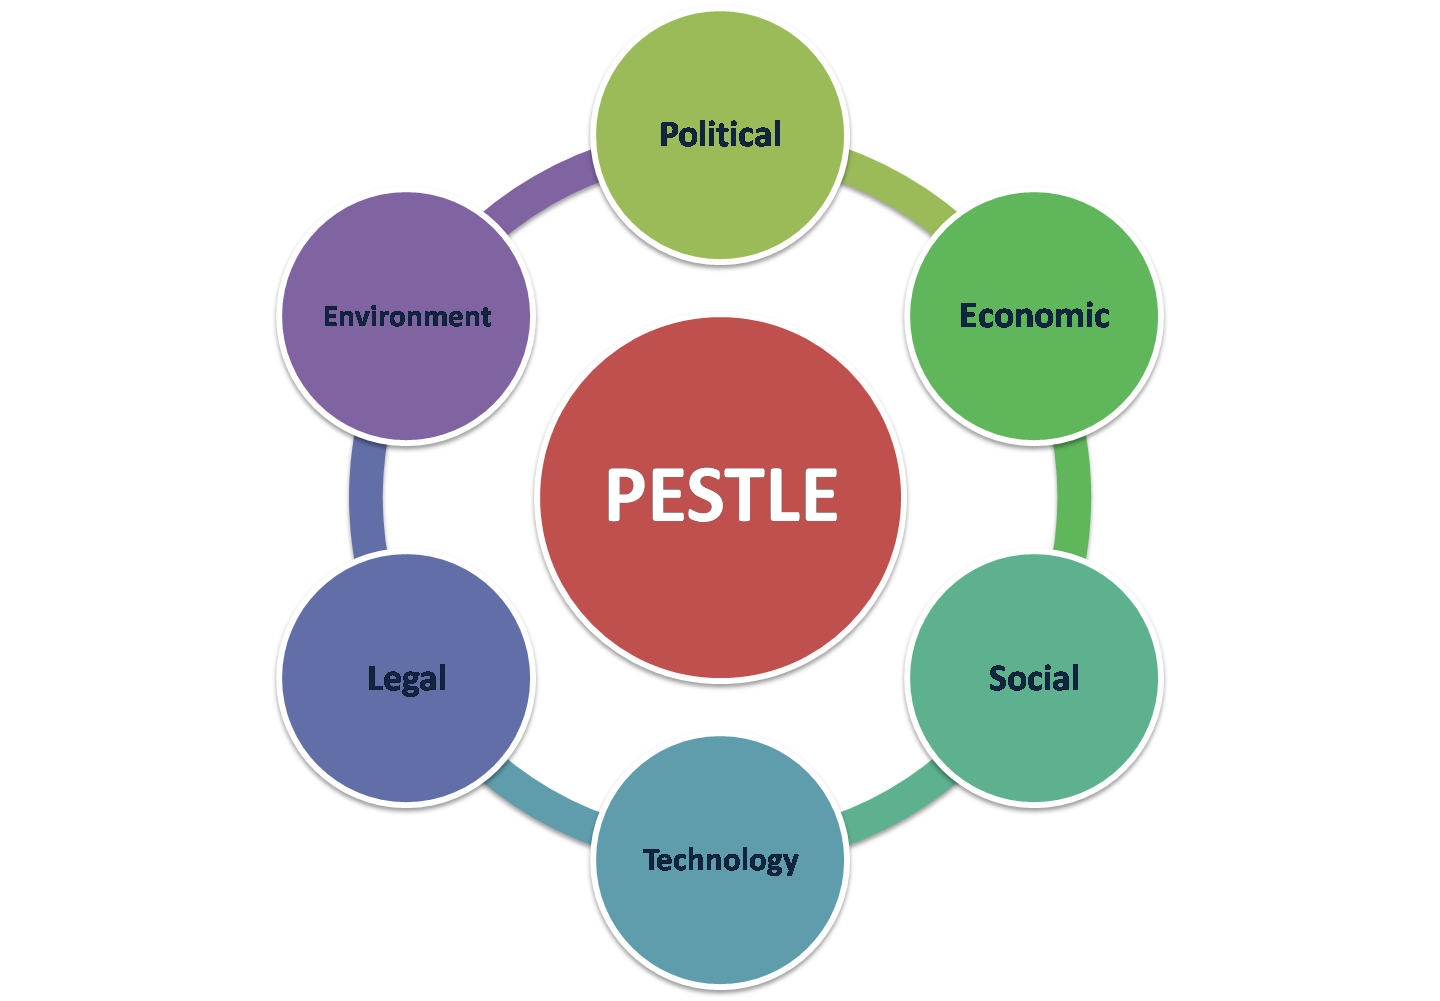 Political
Economic
Social
Technology
Legal
Environment
PESTLE